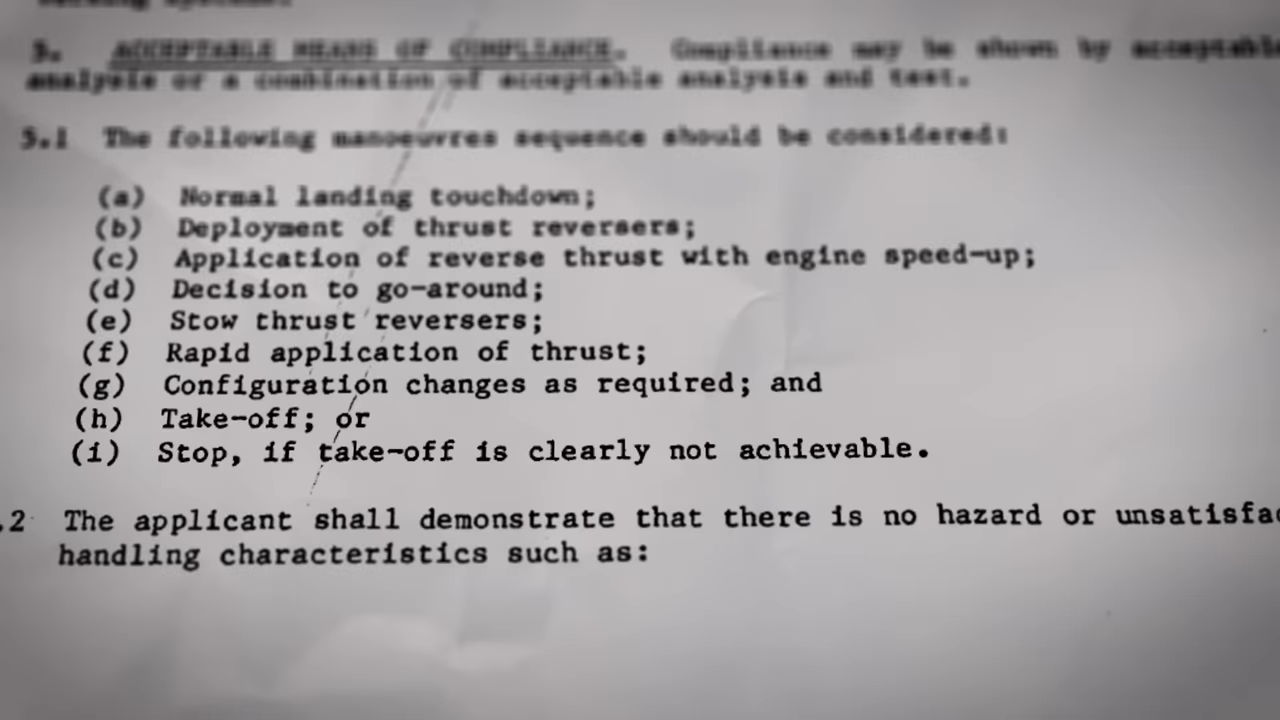 5. ACCEPTABLE MEANS OF COMPLIANCE. Compliance may be shown by acceptable
analysis or a combination of acceptable analysis and test.
5.1 The following manoeuvres sequence should be considered:
(a) Normal landing touchdown;
(b) Deployment of thrust reversers;
(c) Application of reverse thrust with engine speed-up;
(d) Decision to go-around;
(e) Stow thrust reversers;
(f) Rapid application of thrust;
(g) Configuration changes as required; and
(h) Take-off; or
(i) Stop, if take-off is clearly not achievable.
.2 The applicant shall demonstrate that there is no hazard or unsatisfac
handling characteristics such as: